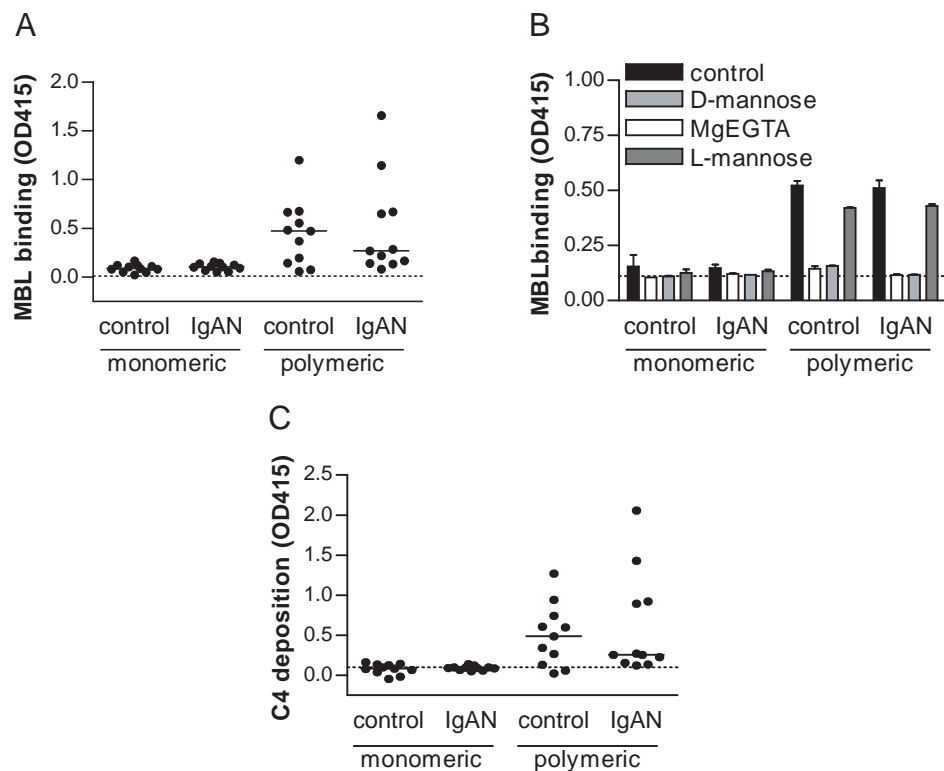 A
MBL binding (OD415)
2.0
1.5
1.0
0.5
0.0
control IgAN control IgAN
monomeric polymeric
B
MBLbinding (OD415)
1.00
0.75
0.50
0.25
0.00
control
D-mannose
MgEGTA
L-mannose
control IgAN control IgAN
monomeric polymeric
C
C4 deposition (OD415)
2.5
2.0
1.5
1.0
0.5
0.0
control IgAN control IgAN
monomeric polymeric